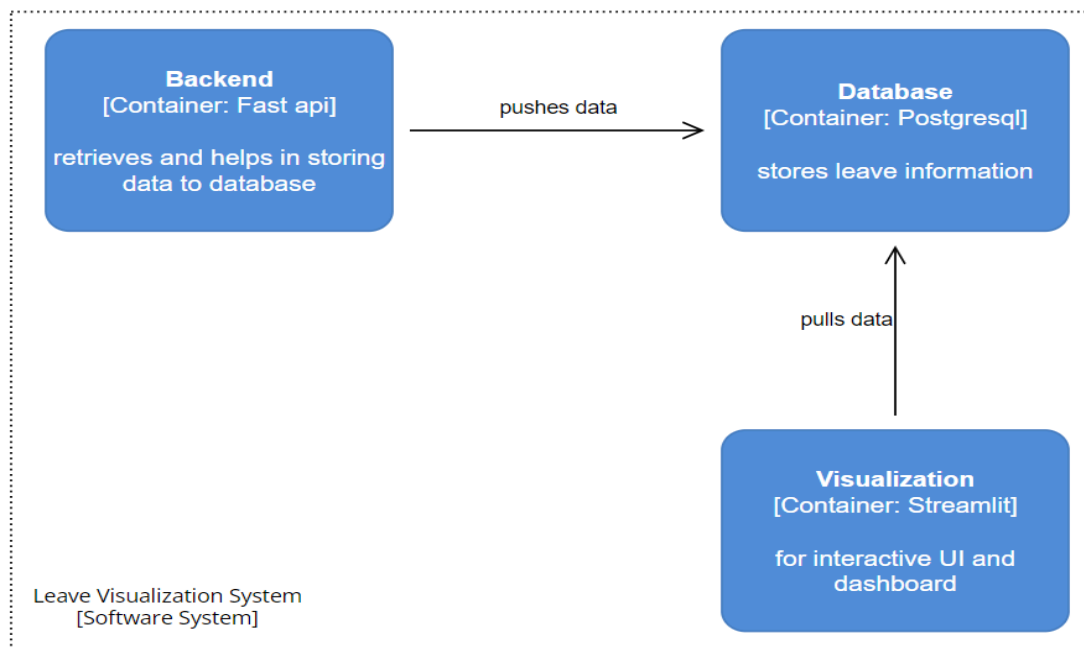 Backend
[Container: Fast api]
retrieves and helps in storing
data to database
pushes data
Database
[Container: Postgresql]
stores leave information
pulls data
Visualization
[Container: Streamlit]
for interactive UI and
dashboard
Leave Visualization System
[Software System]